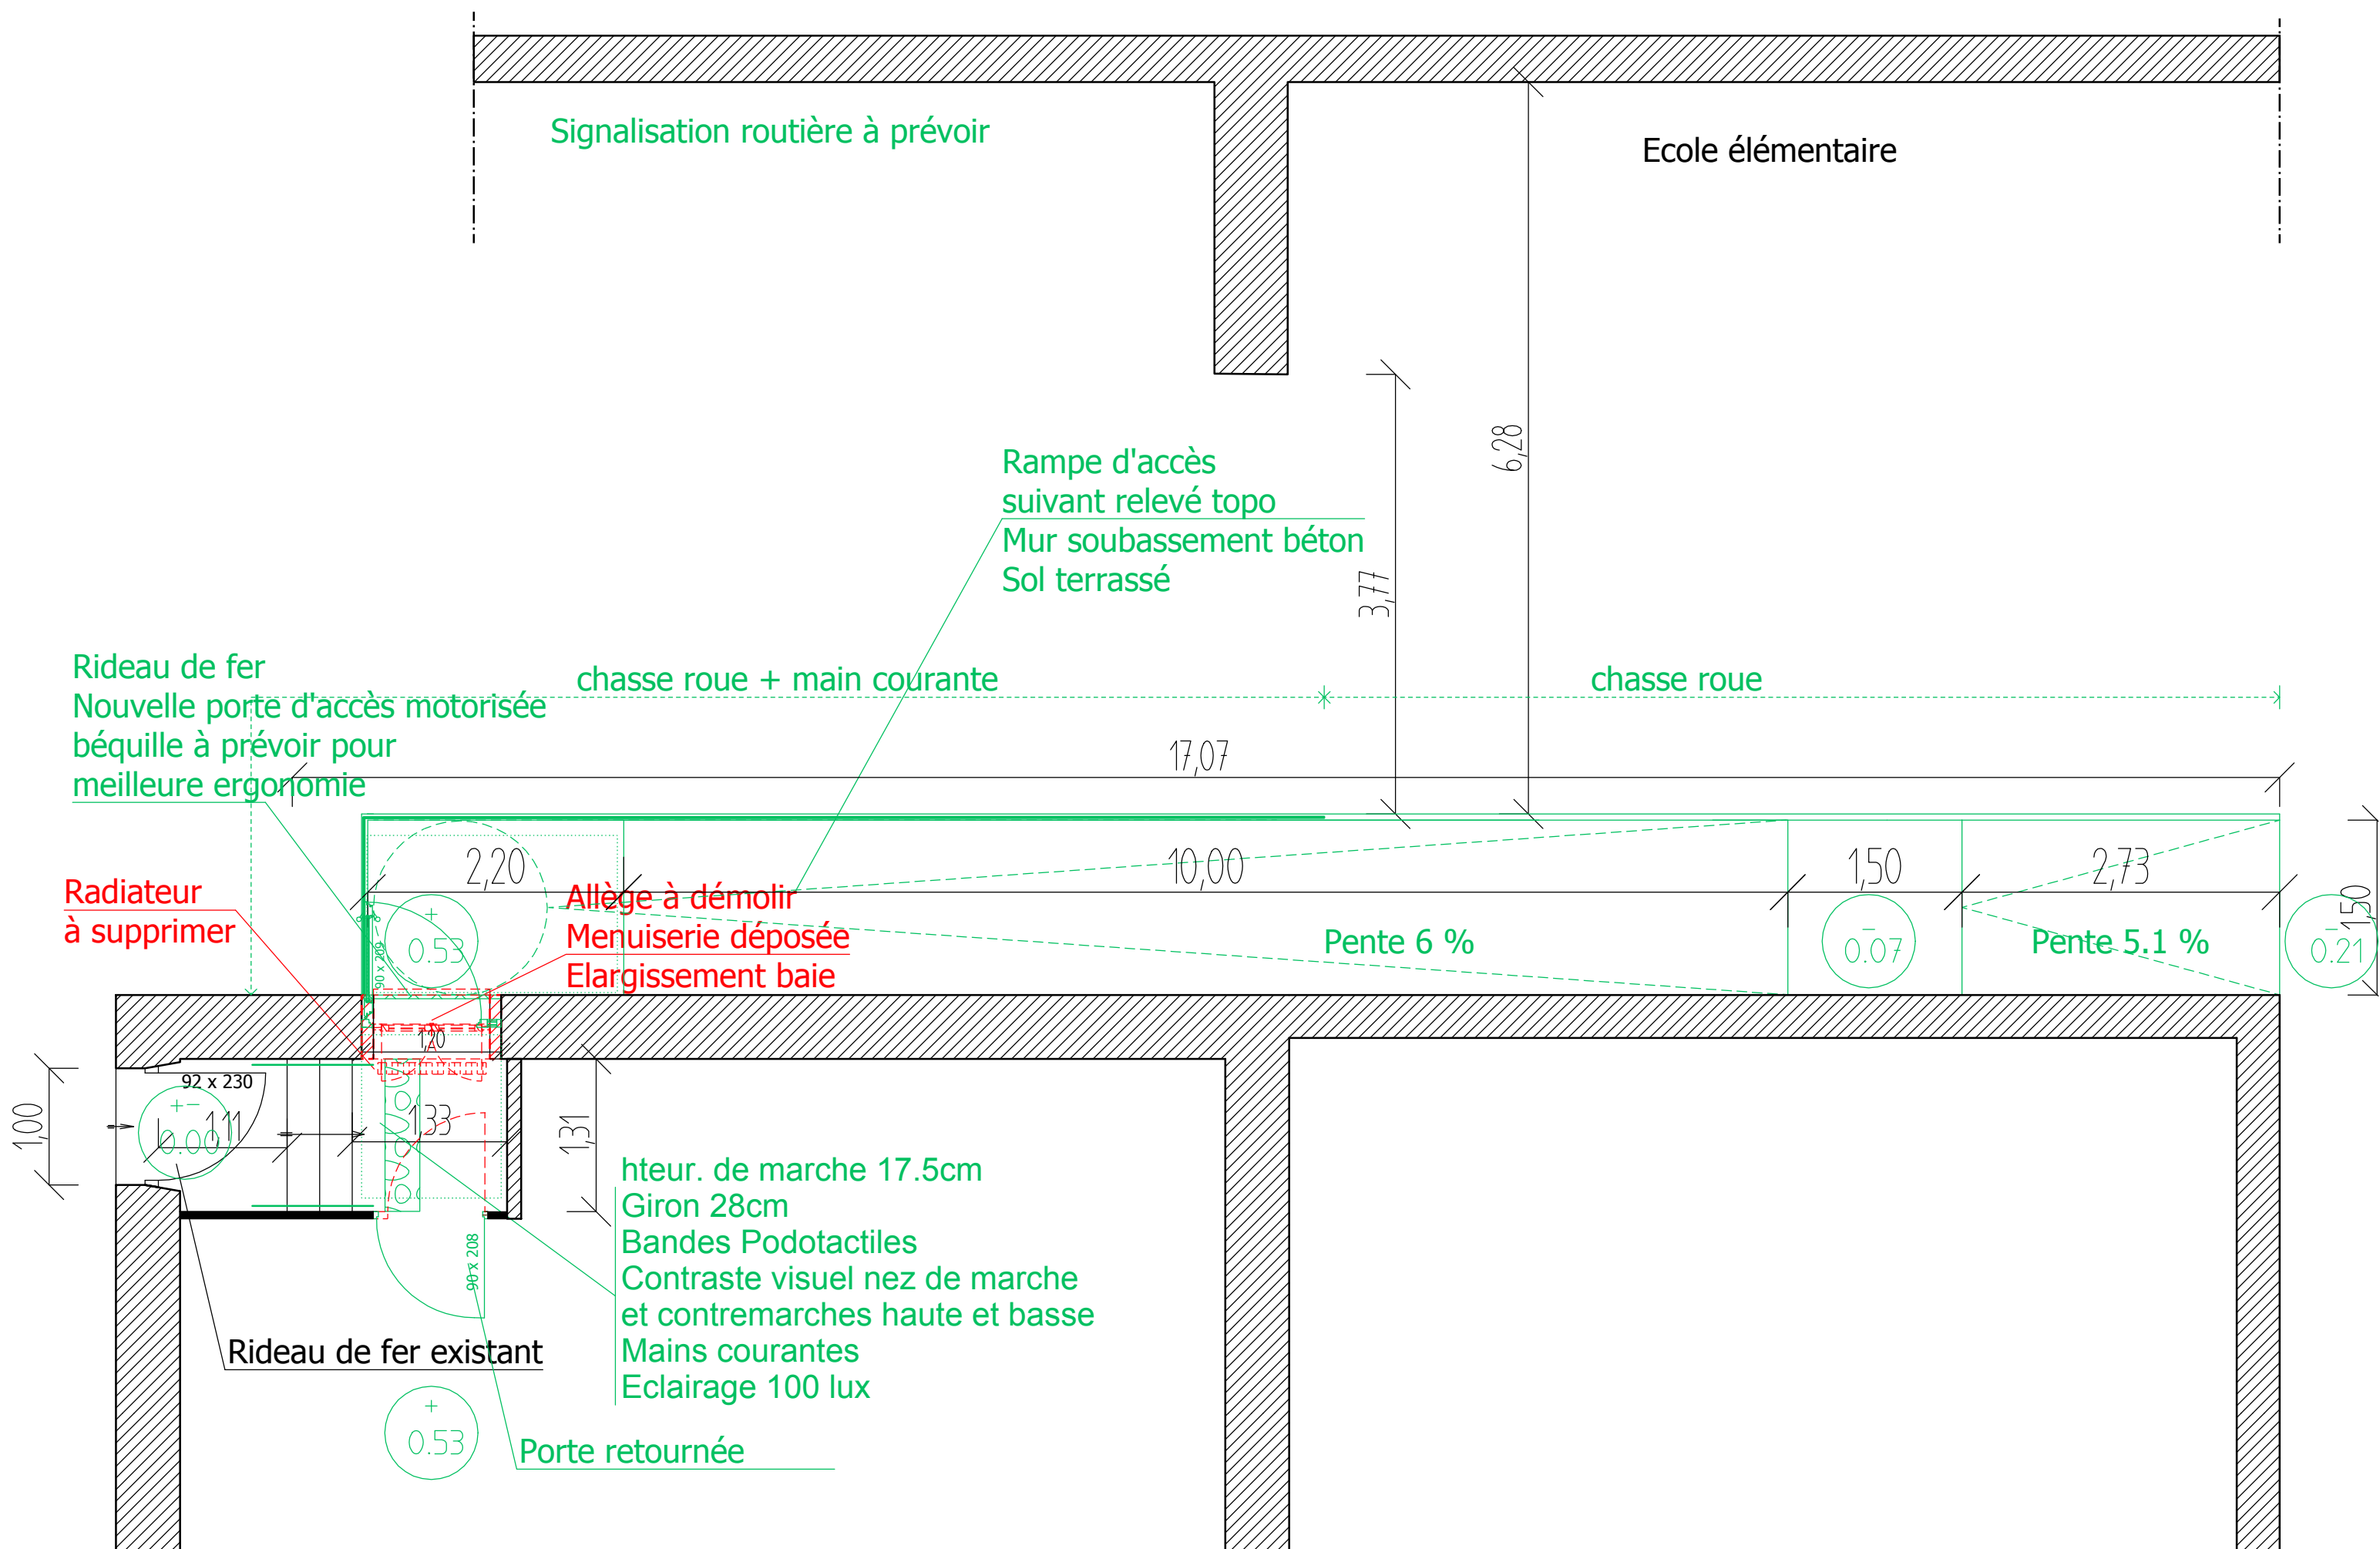 Signalisation routière à prévoir
Ecole élémentaire
6,28
Rampe d'accès
suivant relevé topo
Mur soubassement béton
Sol terrassé
3,77
Rideau de fer
Nouvelle porte d'accès motorisée
béquille à prévoir pour
meilleure ergonomie
chasse roue + main courante
chasse roue
17,07
2,20
10,00
1,50
2,73
1,50
Radiateur
à supprimer
Allège à démolir
Menuiserie déposée
Elargissement baie
+
0.53
90 x 209
Pente 6 %
-
0.07
Pente 5.1 %
-
0.21
1,20
92 x 230
1,00
+-
0.00
1,11
1,33
1,31
hteur. de marche 17.5cm
Giron 28cm
Bandes Podotactiles
Contraste visuel nez de marche
et contremarches haute et basse
Mains courantes
Eclairage 100 lux
90 x 208
Rideau de fer existant
+
0.53
Porte retournée